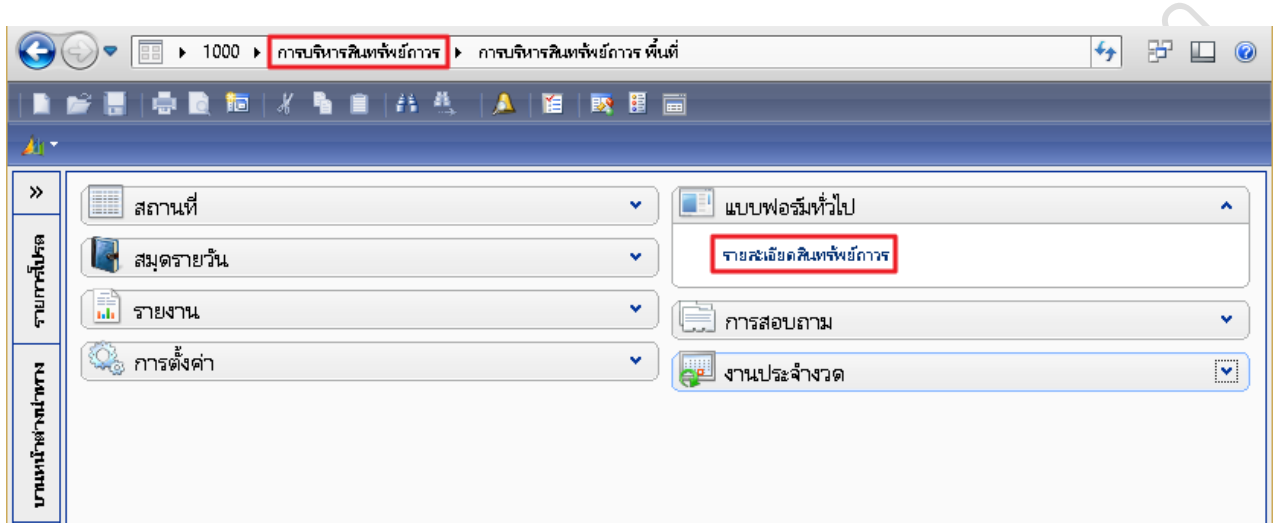 1000 การบริหารสินทรัพย์ถาวร การบริหารสินทรัพย์ถาวร พื้นที่
สถานที่
สมุดรายวัน
รายงาน
การตั้งค่า
แบบฟอร์มทั่วไป
รายละเอียดสินทรัพย์ถาวร
การสอบถาม
งานประจำงวด
รายการโปรด
บานหน้าต่างนำทาง